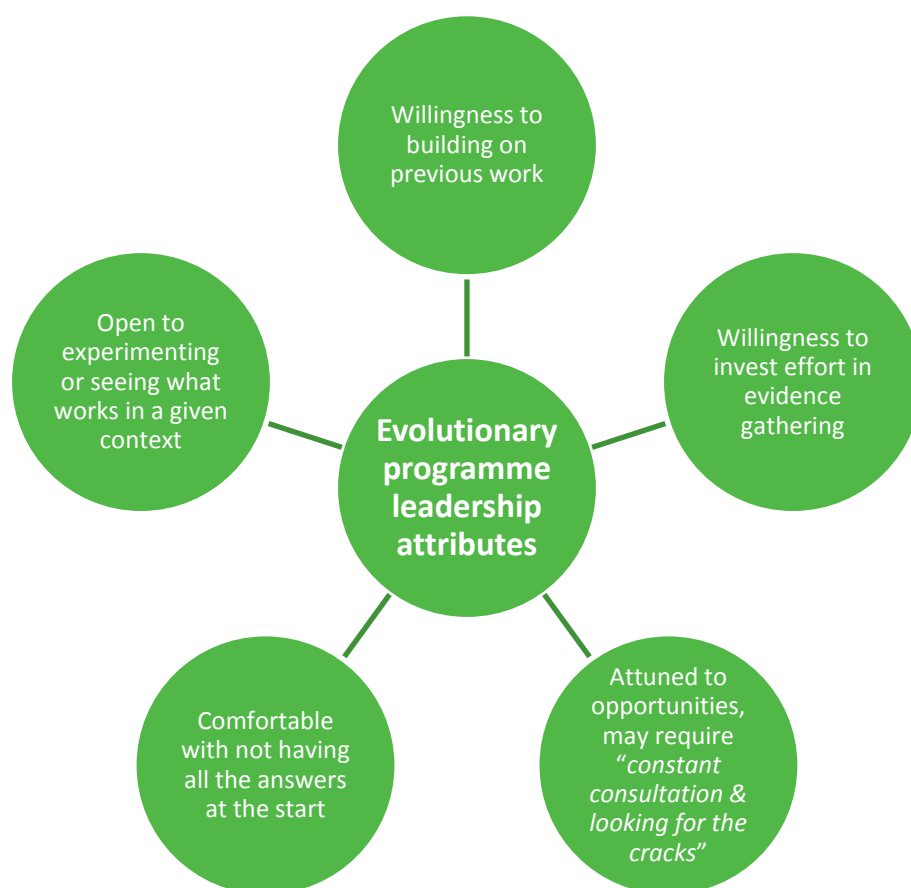 Willingness to
building on
previous work
Open to
experimenting
or seeing what
works in a given
context
Willingness to
invest effort in
evidence
gathering
Evolutionary
programme
leadership
attributes
Comfortable
with not having
all the answers
at the start
Attuned to
opportunities,
may require
“constant
consultation &
looking for the
cracks”